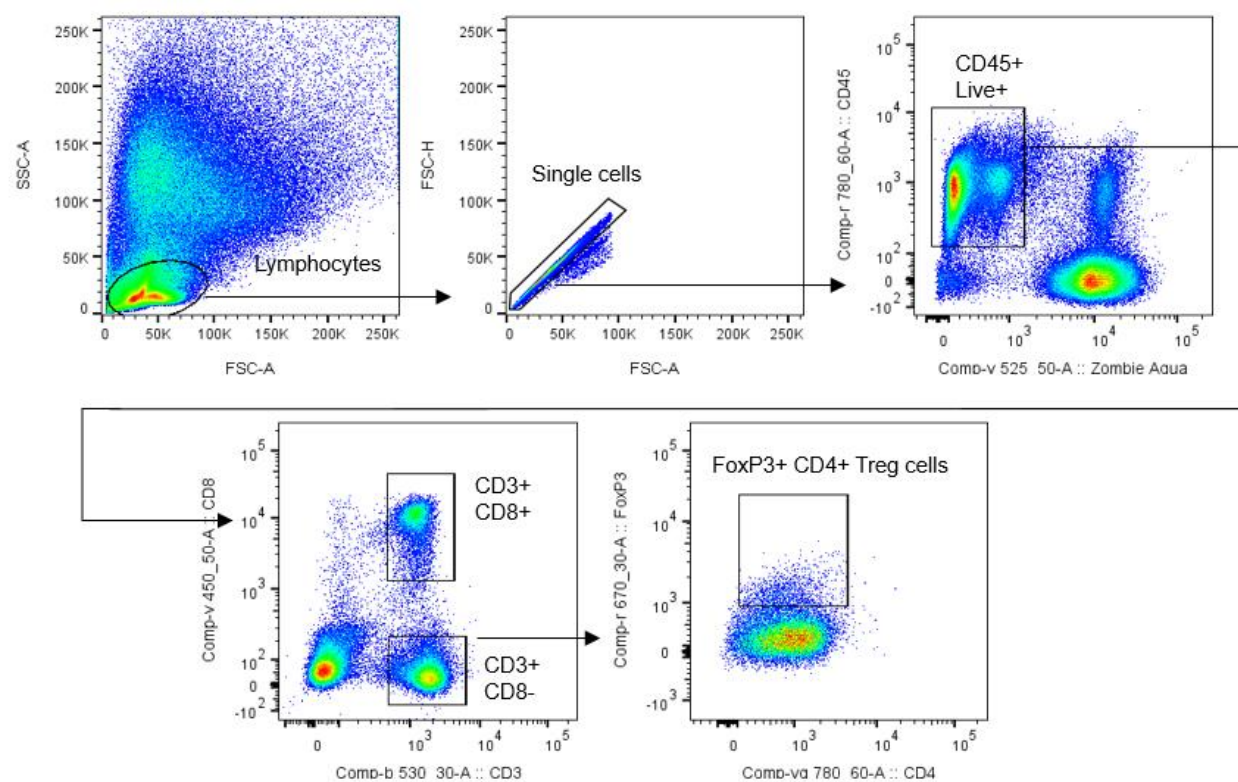 250K
200K
150K
100K
50K
0
SSC-A
Lymphocytes
0 50K 100K 150K 200K 250K
FSC-A
250K
200K
150K
100K
50K
0
FSC-H
Single cells
0 50K 100K 150K 200K 250K
FSC-A
10^5
10^4
10^3
10^2
0
-10^2
Comp-r 780_60-A :: CD45
CD45+
Live+
0 10^3 10^4 10^5
Comp-v 525_50-A :: Zombie Aqua
10^5
10^4
10^3
10^2
0
-10^2
Comp-v 450_50-A :: CD8
CD3+
CD8+
CD3+
CD8-
0 10^3 10^4 10^5
Comp-b 530_30-A :: CD3
10^5
10^4
10^3
0
-10^3
Comp-r 670_30-A :: FoxP3
FoxP3+ CD4+ Treg cells
0 10^3 10^4 10^5
Comp-yg 780_60-A :: CD4